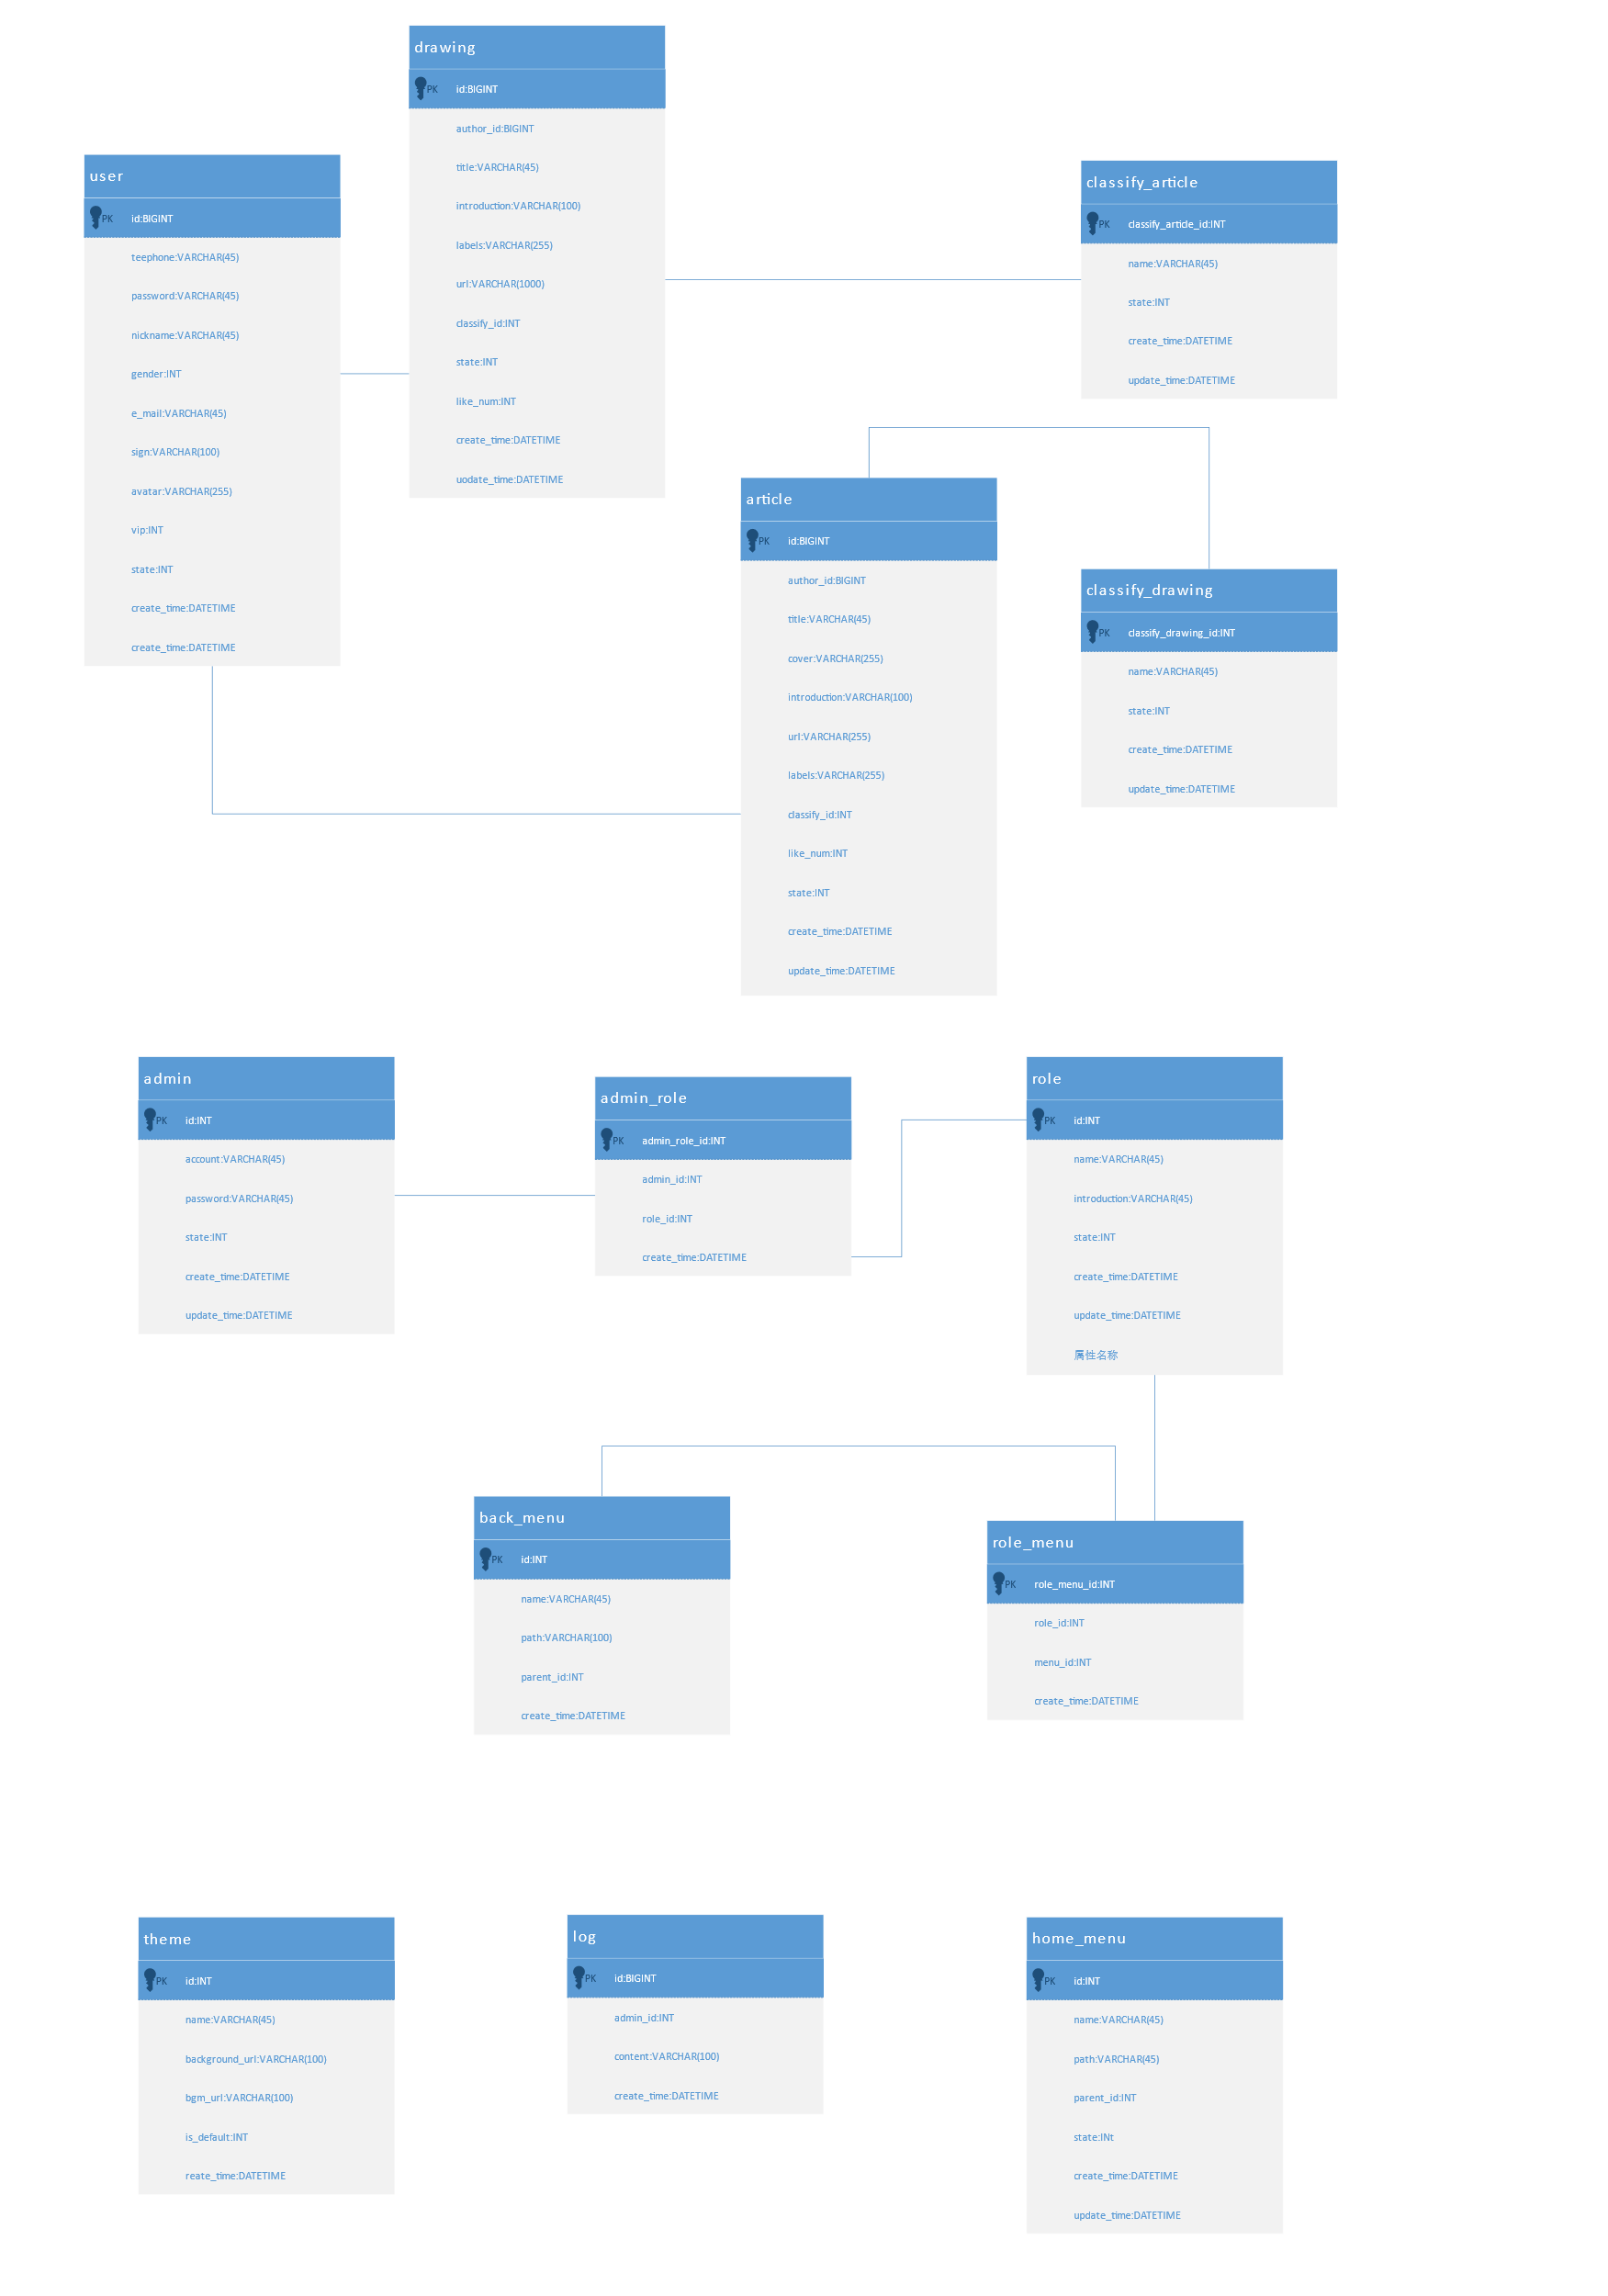 drawing
PK id:BIGINT
author_id:BIGINT
title:VARCHAR(45)
introduction:VARCHAR(100)
labels:VARCHAR(255)
url:VARCHAR(1000)
classify_id:INT
state:INT
like_num:INT
create_time:DATETIME
uodate_time:DATETIME
user
PK id:BIGINT
teephone:VARCHAR(45)
password:VARCHAR(45)
nickname:VARCHAR(45)
gender:INT
e_mail:VARCHAR(45)
sign:VARCHAR(100)
avatar:VARCHAR(255)
vip:INT
state:INT
create_time:DATETIME
create_time:DATETIME
classify_article
PK classify_article_id:INT
name:VARCHAR(45)
state:INT
create_time:DATETIME
update_time:DATETIME
article
PK id:BIGINT
author_id:BIGINT
title:VARCHAR(45)
cover:VARCHAR(255)
introduction:VARCHAR(100)
url:VARCHAR(255)
labels:VARCHAR(255)
classify_id:INT
like_num:INT
state:INT
create_time:DATETIME
update_time:DATETIME
classify_drawing
PK classify_drawing_id:INT
name:VARCHAR(45)
state:INT
create_time:DATETIME
update_time:DATETIME
admin
PK id:INT
account:VARCHAR(45)
password:VARCHAR(45)
state:INT
create_time:DATETIME
update_time:DATETIME
admin_role
PK admin_role_id:INT
admin_id:INT
role_id:INT
create_time:DATETIME
role
PK id:INT
name:VARCHAR(45)
introduction:VARCHAR(45)
state:INT
create_time:DATETIME
update_time:DATETIME
属性名称
back_menu
PK id:INT
name:VARCHAR(45)
path:VARCHAR(100)
parent_id:INT
create_time:DATETIME
role_menu
PK role_menu_id:INT
role_id:INT
menu_id:INT
create_time:DATETIME
theme
PK id:INT
name:VARCHAR(45)
background_url:VARCHAR(100)
bgm_url:VARCHAR(100)
is_default:INT
reate_time:DATETIME
log
PK id:BIGINT
admin_id:INT
content:VARCHAR(100)
create_time:DATETIME
home_menu
PK id:INT
name:VARCHAR(45)
path:VARCHAR(45)
parent_id:INT
state:INt
create_time:DATETIME
update_time:DATETIME